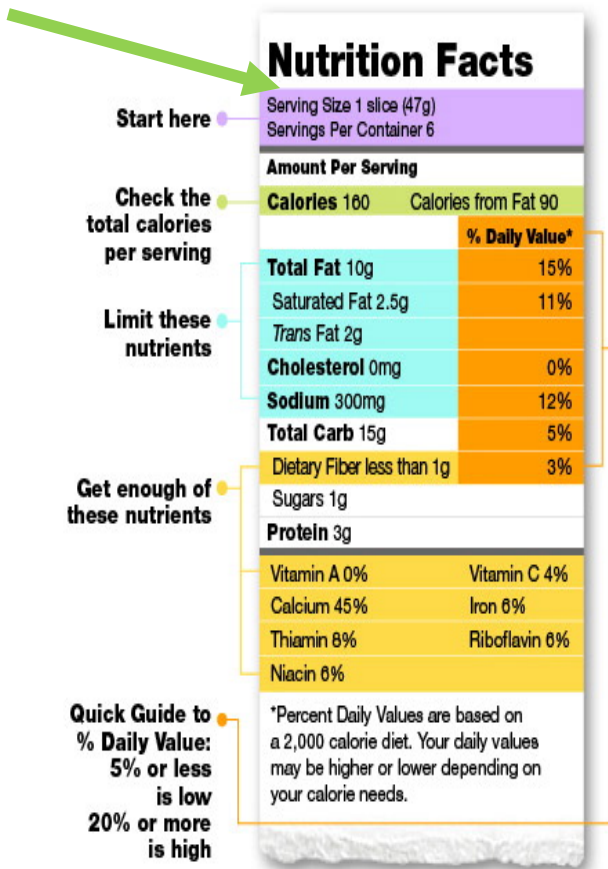 Nutrition Facts
Start here
Serving Size 1 slice (47g)
Servings Per Container 6
Amount Per Serving
Check the
total calories
per serving
Calories 160 Calories from Fat 90
% Daily Value*
Limit these
nutrients
Total Fat 10g 15%
Saturated Fat 2.5g 11%
Trans Fat 2g
Cholesterol 0mg 0%
Sodium 300mg 12%
Total Carb 15g 5%
Get enough of
these nutrients
Dietary Fiber less than 1g 3%
Sugars 1g
Protein 3g
Vitamin A 0% Vitamin C 4%
Calcium 45% Iron 6%
Thiamin 8% Riboflavin 6%
Niacin 6%
Quick Guide to
% Daily Value:
5% or less
is low
20% or more
is high
*Percent Daily Values are based on
a 2,000 calorie diet. Your daily values
may be higher or lower depending on
your calorie needs.